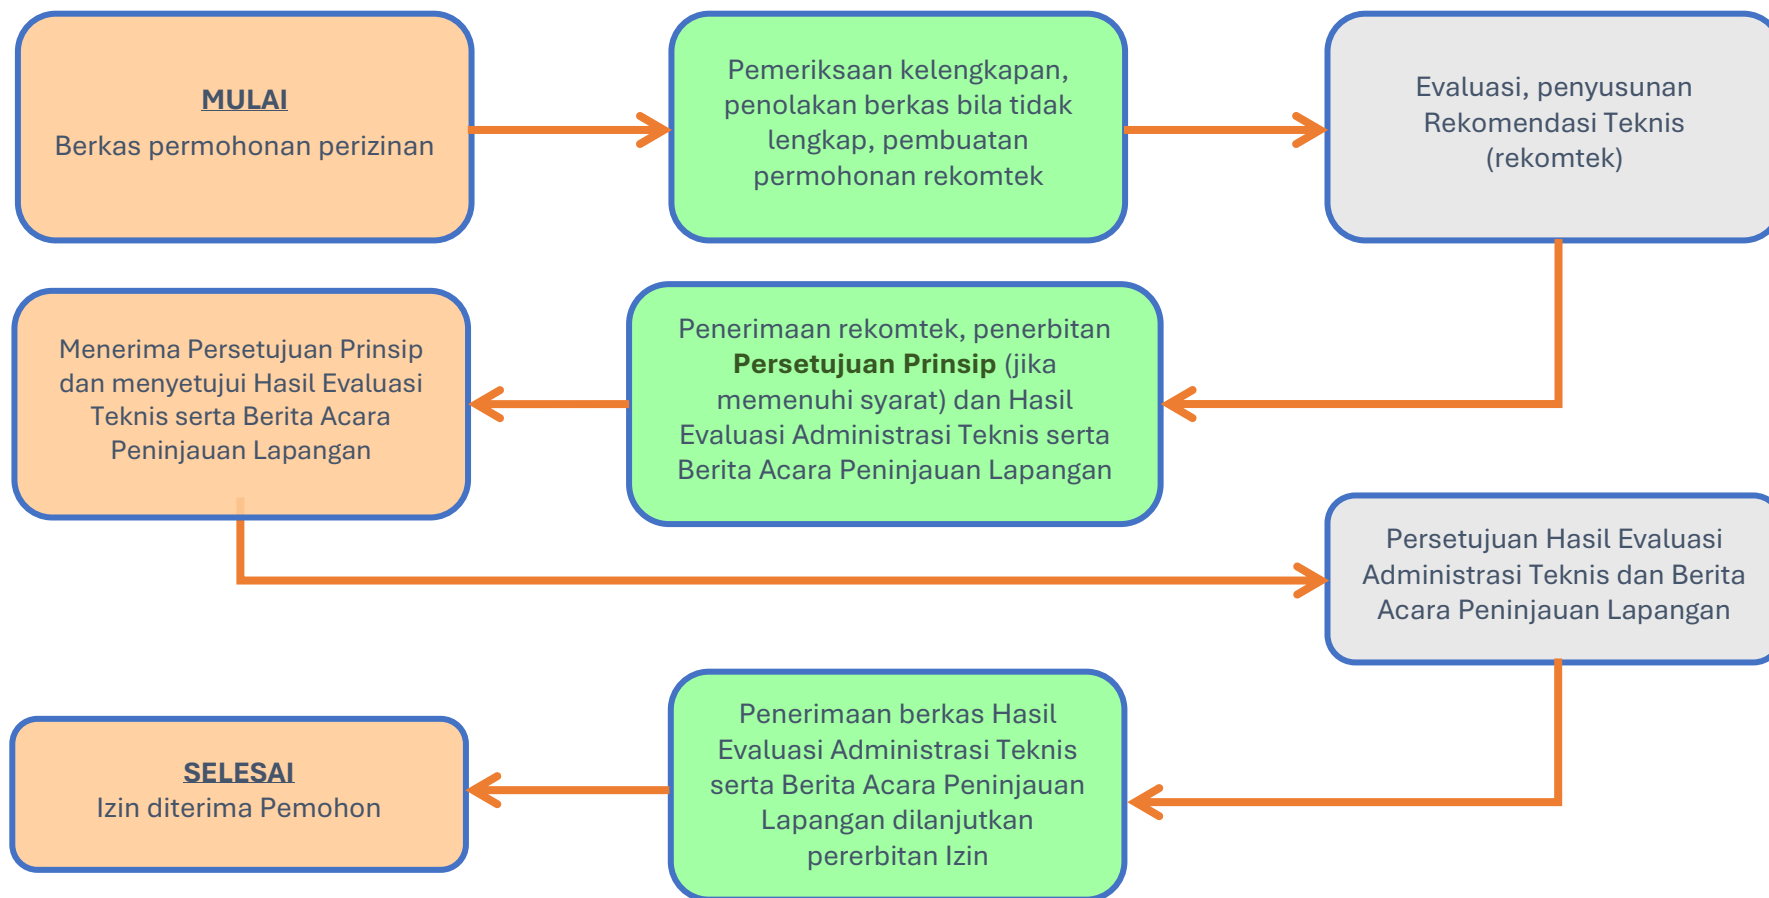 MULAI
Berkas permohonan perizinan
Pemeriksaan kelengkapan,
penolakan berkas bila tidak
lengkap, pembuatan
permohonan rekomtek
Evaluasi, penyusunan
Rekomendasi Teknis
(rekomtek)
Penerimaan rekomtek, penerbitan
Persetujuan Prinsip (jika
memenuhi syarat) dan Hasil
Evaluasi Administrasi Teknis serta
Berita Acara Peninjauan Lapangan
Menerima Persetujuan Prinsip
dan menyetujui Hasil Evaluasi
Teknis serta Berita Acara
Peninjauan Lapangan
Persetujuan Hasil Evaluasi
Administrasi Teknis dan Berita
Acara Peninjauan Lapangan
Penerimaan berkas Hasil
Evaluasi Administrasi Teknis
serta Berita Acara Peninjauan
Lapangan dilanjutkan
pererbitan Izin
SELESAI
Izin diterima Pemohon